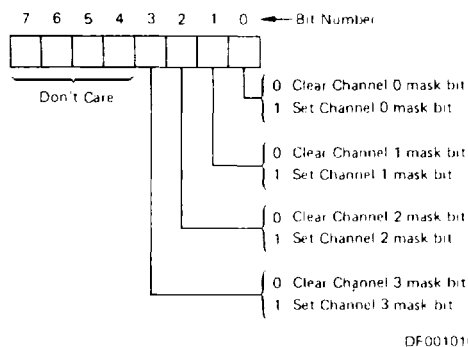 7 6 5 4 3 2 1 0 Bit Number
Don't Care
0 Clear Channel 0 mask bit
1 Set Channel 0 mask bit
0 Clear Channel 1 mask bit
1 Set Channel 1 mask bit
0 Clear Channel 2 mask bit
1 Set Channel 2 mask bit
0 Clear Channel 3 mask bit
1 Set Channel 3 mask bit
DF00101